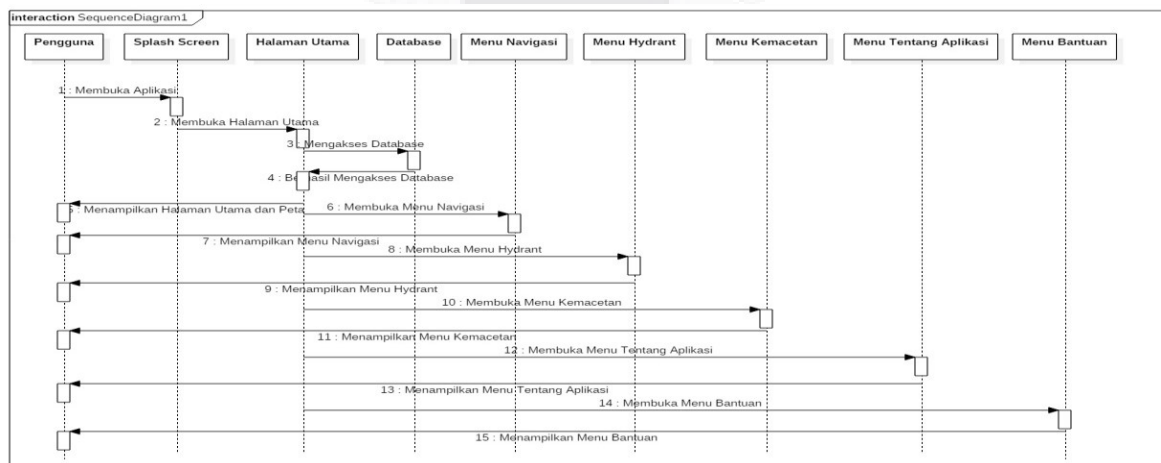 interaction SequenceDiagram1
Pengguna
Splash Screen
Halaman Utama
Database
Menu Navigasi
Menu Hydrant
Menu Kemacetan
Menu Tentang Aplikasi
Menu Bantuan
1 : Membuka Aplikasi
2 : Membuka Halaman Utama
3 : Mengakses Database
4 : Berhasil Mengakses Database
5 : Menampilkan Halaman Utama dan Peta
6 : Membuka Menu Navigasi
7 : Menampilkan Menu Navigasi
8 : Membuka Menu Hydrant
9 : Menampilkan Menu Hydrant
10 : Membuka Menu Kemacetan
11 : Menampilkan Menu Kemacetan
12 : Membuka Menu Tentang Aplikasi
13 : Menampilkan Menu Tentang Aplikasi
14 : Membuka Menu Bantuan
15 : Menampilkan Menu Bantuan